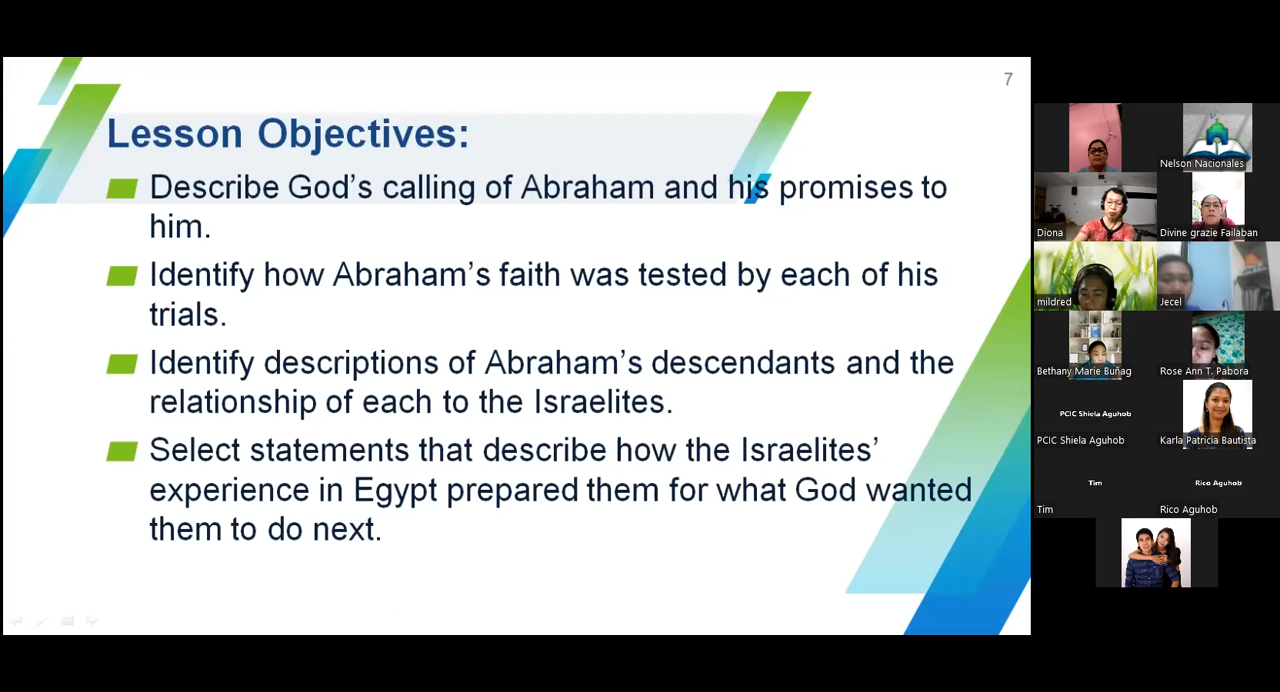 7
Lesson Objectives:
Describe God’s calling of Abraham and his promises to
him.
Identify how Abraham’s faith was tested by each of his
trials.
Identify descriptions of Abraham’s descendants and the
relationship of each to the Israelites.
Select statements that describe how the Israelites’
experience in Egypt prepared them for what God wanted
them to do next.
Nelson Nacionales
Diona
Divine grazie Failaban
mildred
Jecel
Bethany Marie Buñag
Rose Ann T. Pabora
PCIC Shiela Aguhob
PCIC Shiela Aguhob
Karla Patricia Bautista
Tim
Tim
Rico Aguhob
Rico Aguhob